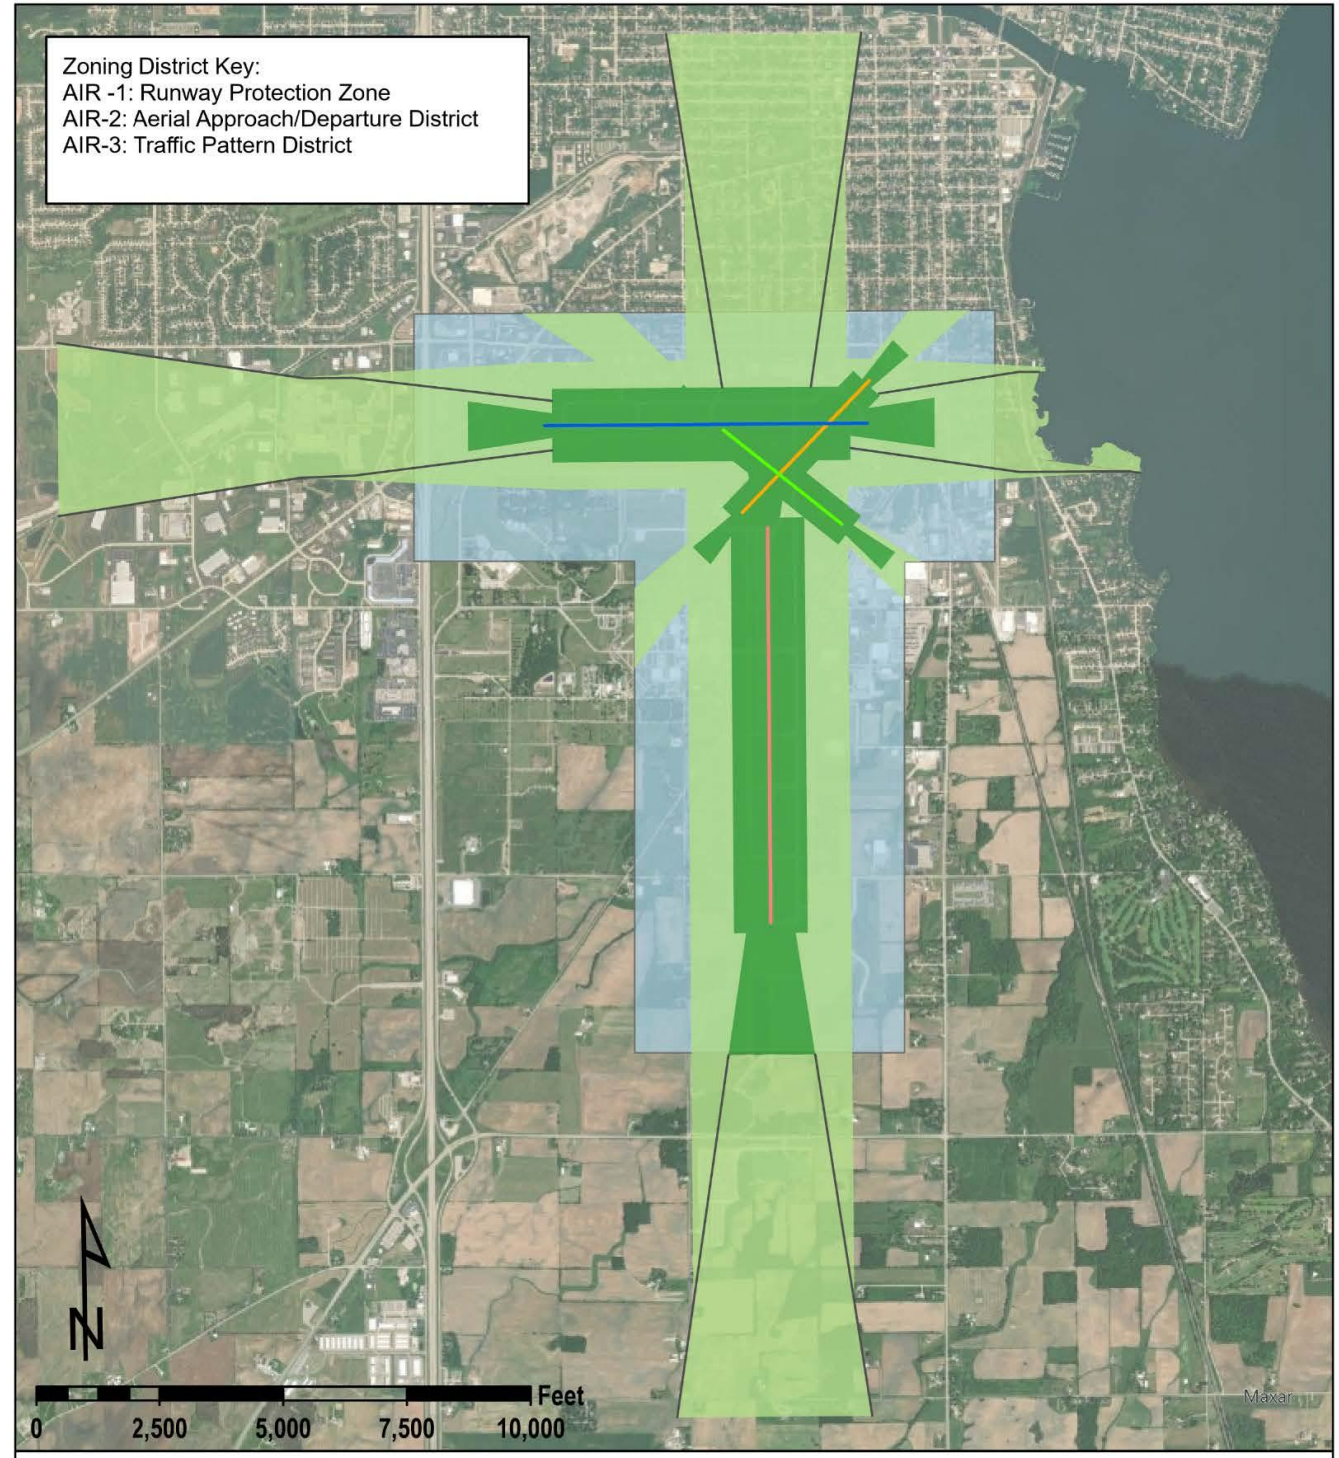 Zoning District Key:
AIR -1: Runway Protection Zone
AIR-2: Aerial Approach/Departure District
AIR-3: Traffic Pattern District
N
Feet
0 2,500 5,000 7,500 10,000
Maxar